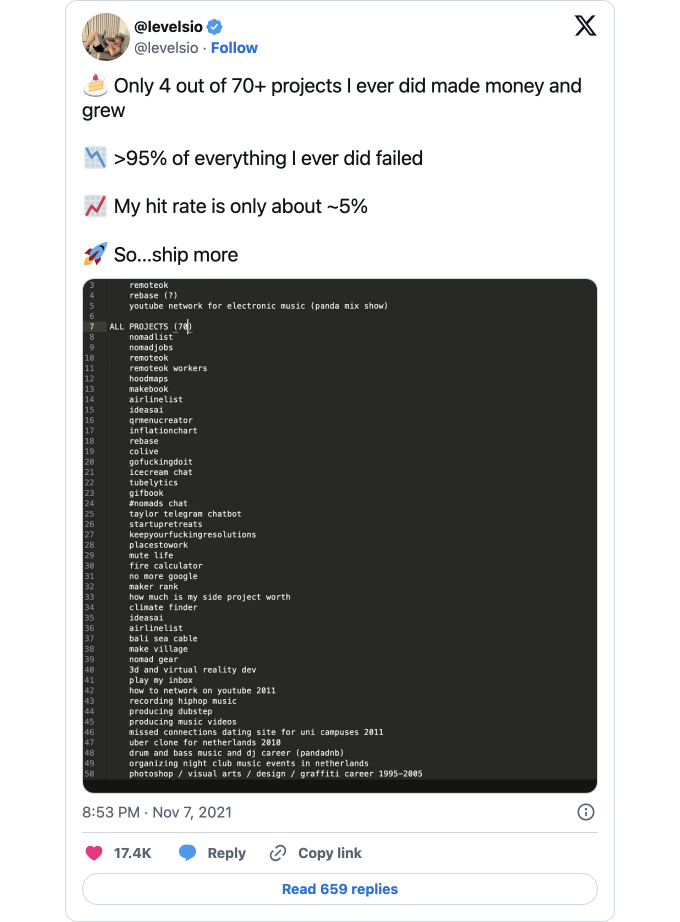 @levelsio
@levelsio · Follow
🍰 Only 4 out of 70+ projects I ever did made money and
grew
📉 >95% of everything I ever did failed
📈 My hit rate is only about ~5%
🚀 So...ship more
3 remoteok
4 rebase (?)
5 youtube network for electronic music (panda mix show)
6
7 ALL PROJECTS (70)
8 nomadlist
9 nomadjobs
10 remoteok
11 remoteok workers
12 hoodmaps
13 makebook
14 airlinelist
15 ideasai
16 qrmenucreator
17 inflationchart
18 rebase
19 colive
20 gofuckingdoit
21 icecream chat
22 tubelytics
23 gifbook
24 #nomads chat
25 taylor telegram chatbot
26 startupretreats
27 keepyourfuckingresolutions
28 placestowork
29 mute life
30 fire calculator
31 no more google
32 maker rank
33 how much is my side project worth
34 climate finder
35 ideasai
36 airlinelist
37 bali sea cable
38 make village
39 nomad gear
40 3d and virtual reality dev
41 play my inbox
42 how to network on youtube 2011
43 recording hiphop music
44 producing dubstep
45 producing music videos
46 missed connections dating site for uni campuses 2011
47 uber clone for netherlands 2010
48 drum and bass music and dj career (pandadnb)
49 organizing night club music events in netherlands
50 photoshop / visual arts / design / graffiti career 1995-2005
8:53 PM · Nov 7, 2021
17.4K Reply Copy link
Read 659 replies